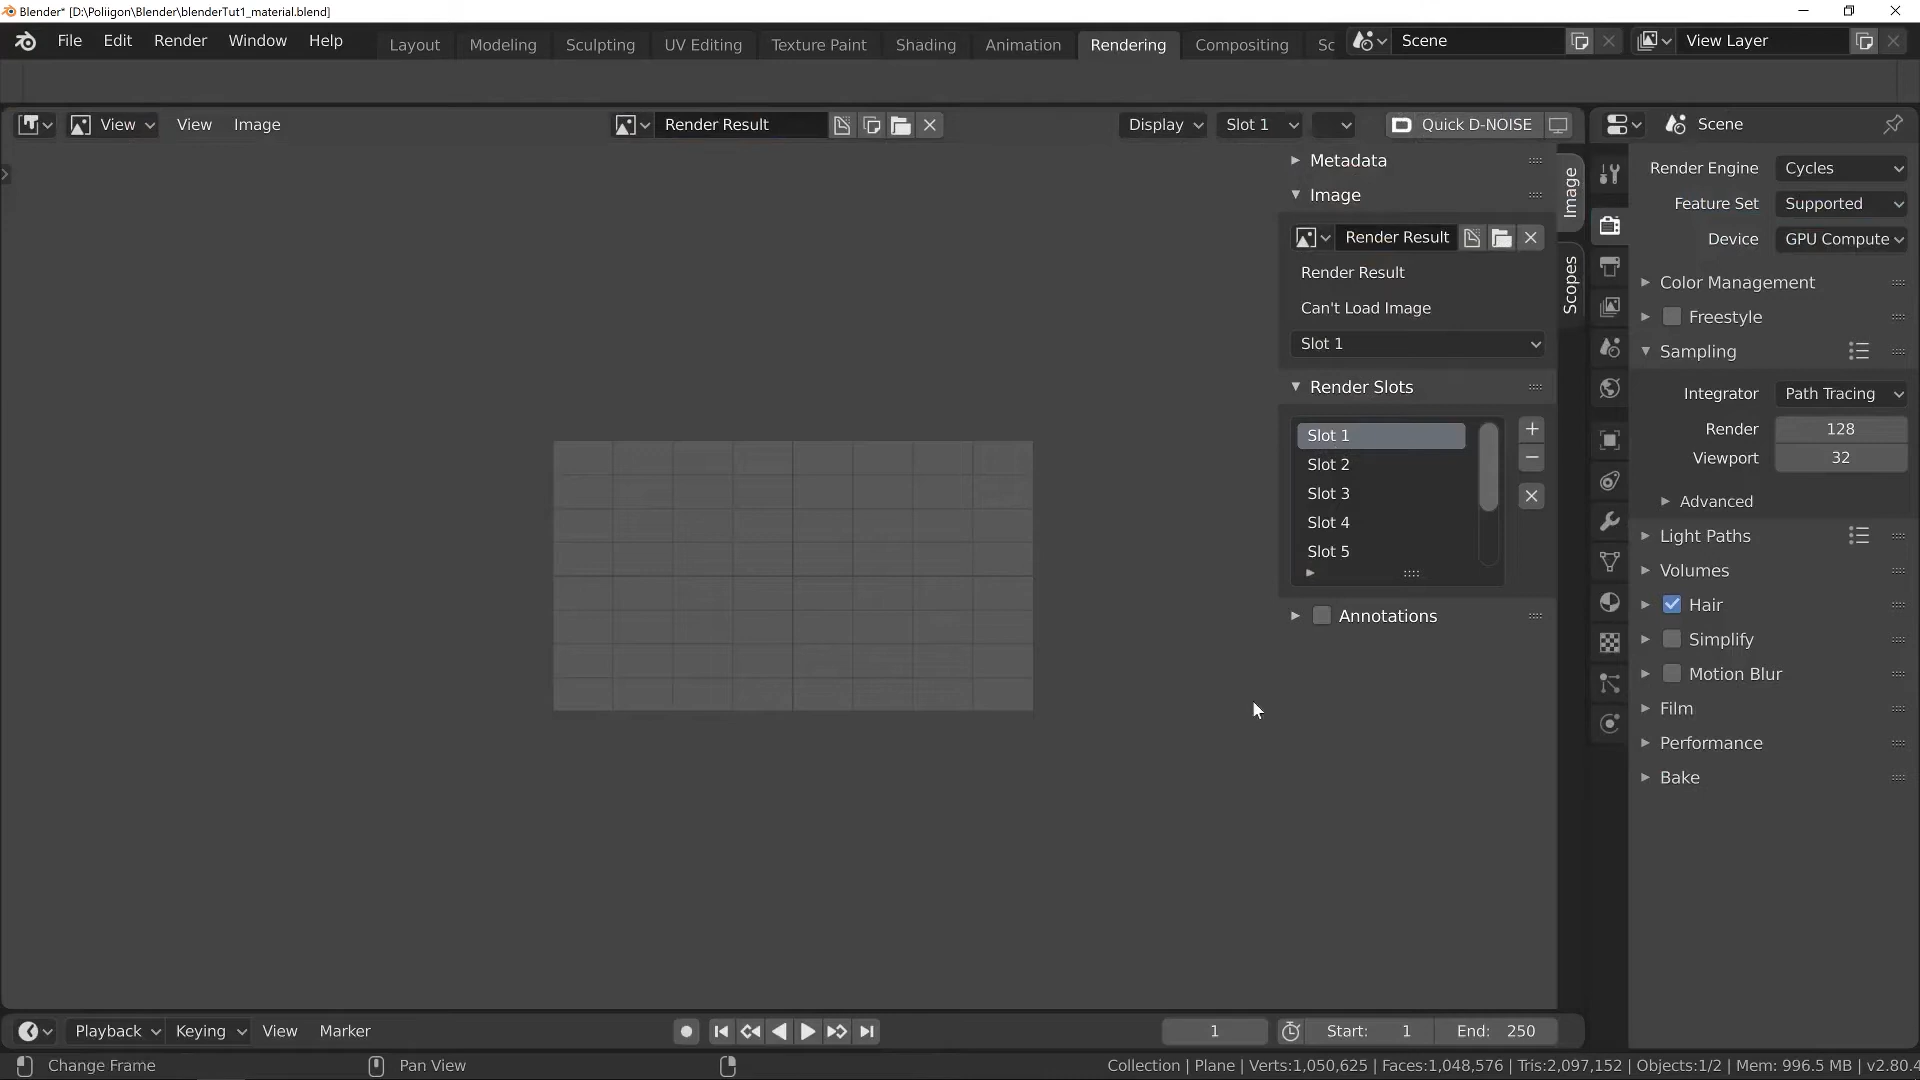 Blender* [D:\Poliigon\Blender\blenderTut1_material.blend]
File Edit Render Window Help Layout Modeling Sculpting UV Editing Texture Paint Shading Animation Rendering Compositing Sc Scene View Layer
View View Image Render Result Display Slot 1 Quick D-NOISE Scene
Metadata
Image
Render Result
Render Result
Can't Load Image
Slot 1
Render Slots
Slot 1
Slot 2
Slot 3
Slot 4
Slot 5
Annotations
Image
Scopes
Render Engine Cycles
Feature Set Supported
Device GPU Compute
Color Management
Freestyle
Sampling
Integrator Path Tracing
Render 128
Viewport 32
Advanced
Light Paths
Volumes
Hair
Simplify
Motion Blur
Film
Performance
Bake
Playback Keying View Marker 1 Start: 1 End: 250
Change Frame Pan View Collection | Plane | Verts:1,050,625 | Faces:1,048,576 | Tris:2,097,152 | Objects:1/2 | Mem: 996.5 MB | v2.80.4